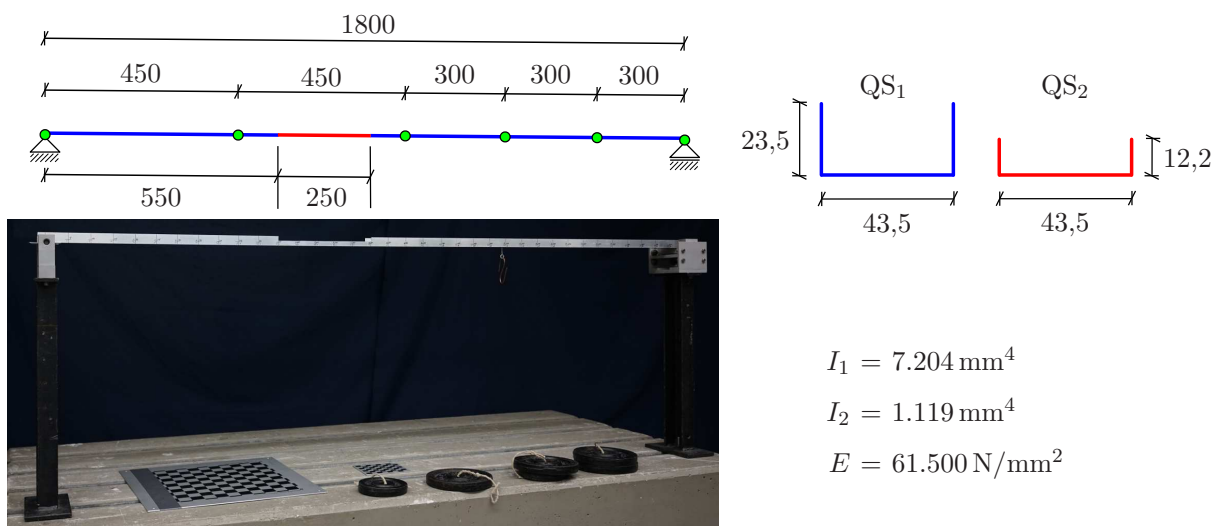 1800
450 450 300 300 300
550 250
QS₁ QS₂
23,5 12,2
43,5 43,5
I₁ = 7.204 mm⁴
I₂ = 1.119 mm⁴
E = 61.500 N/mm²